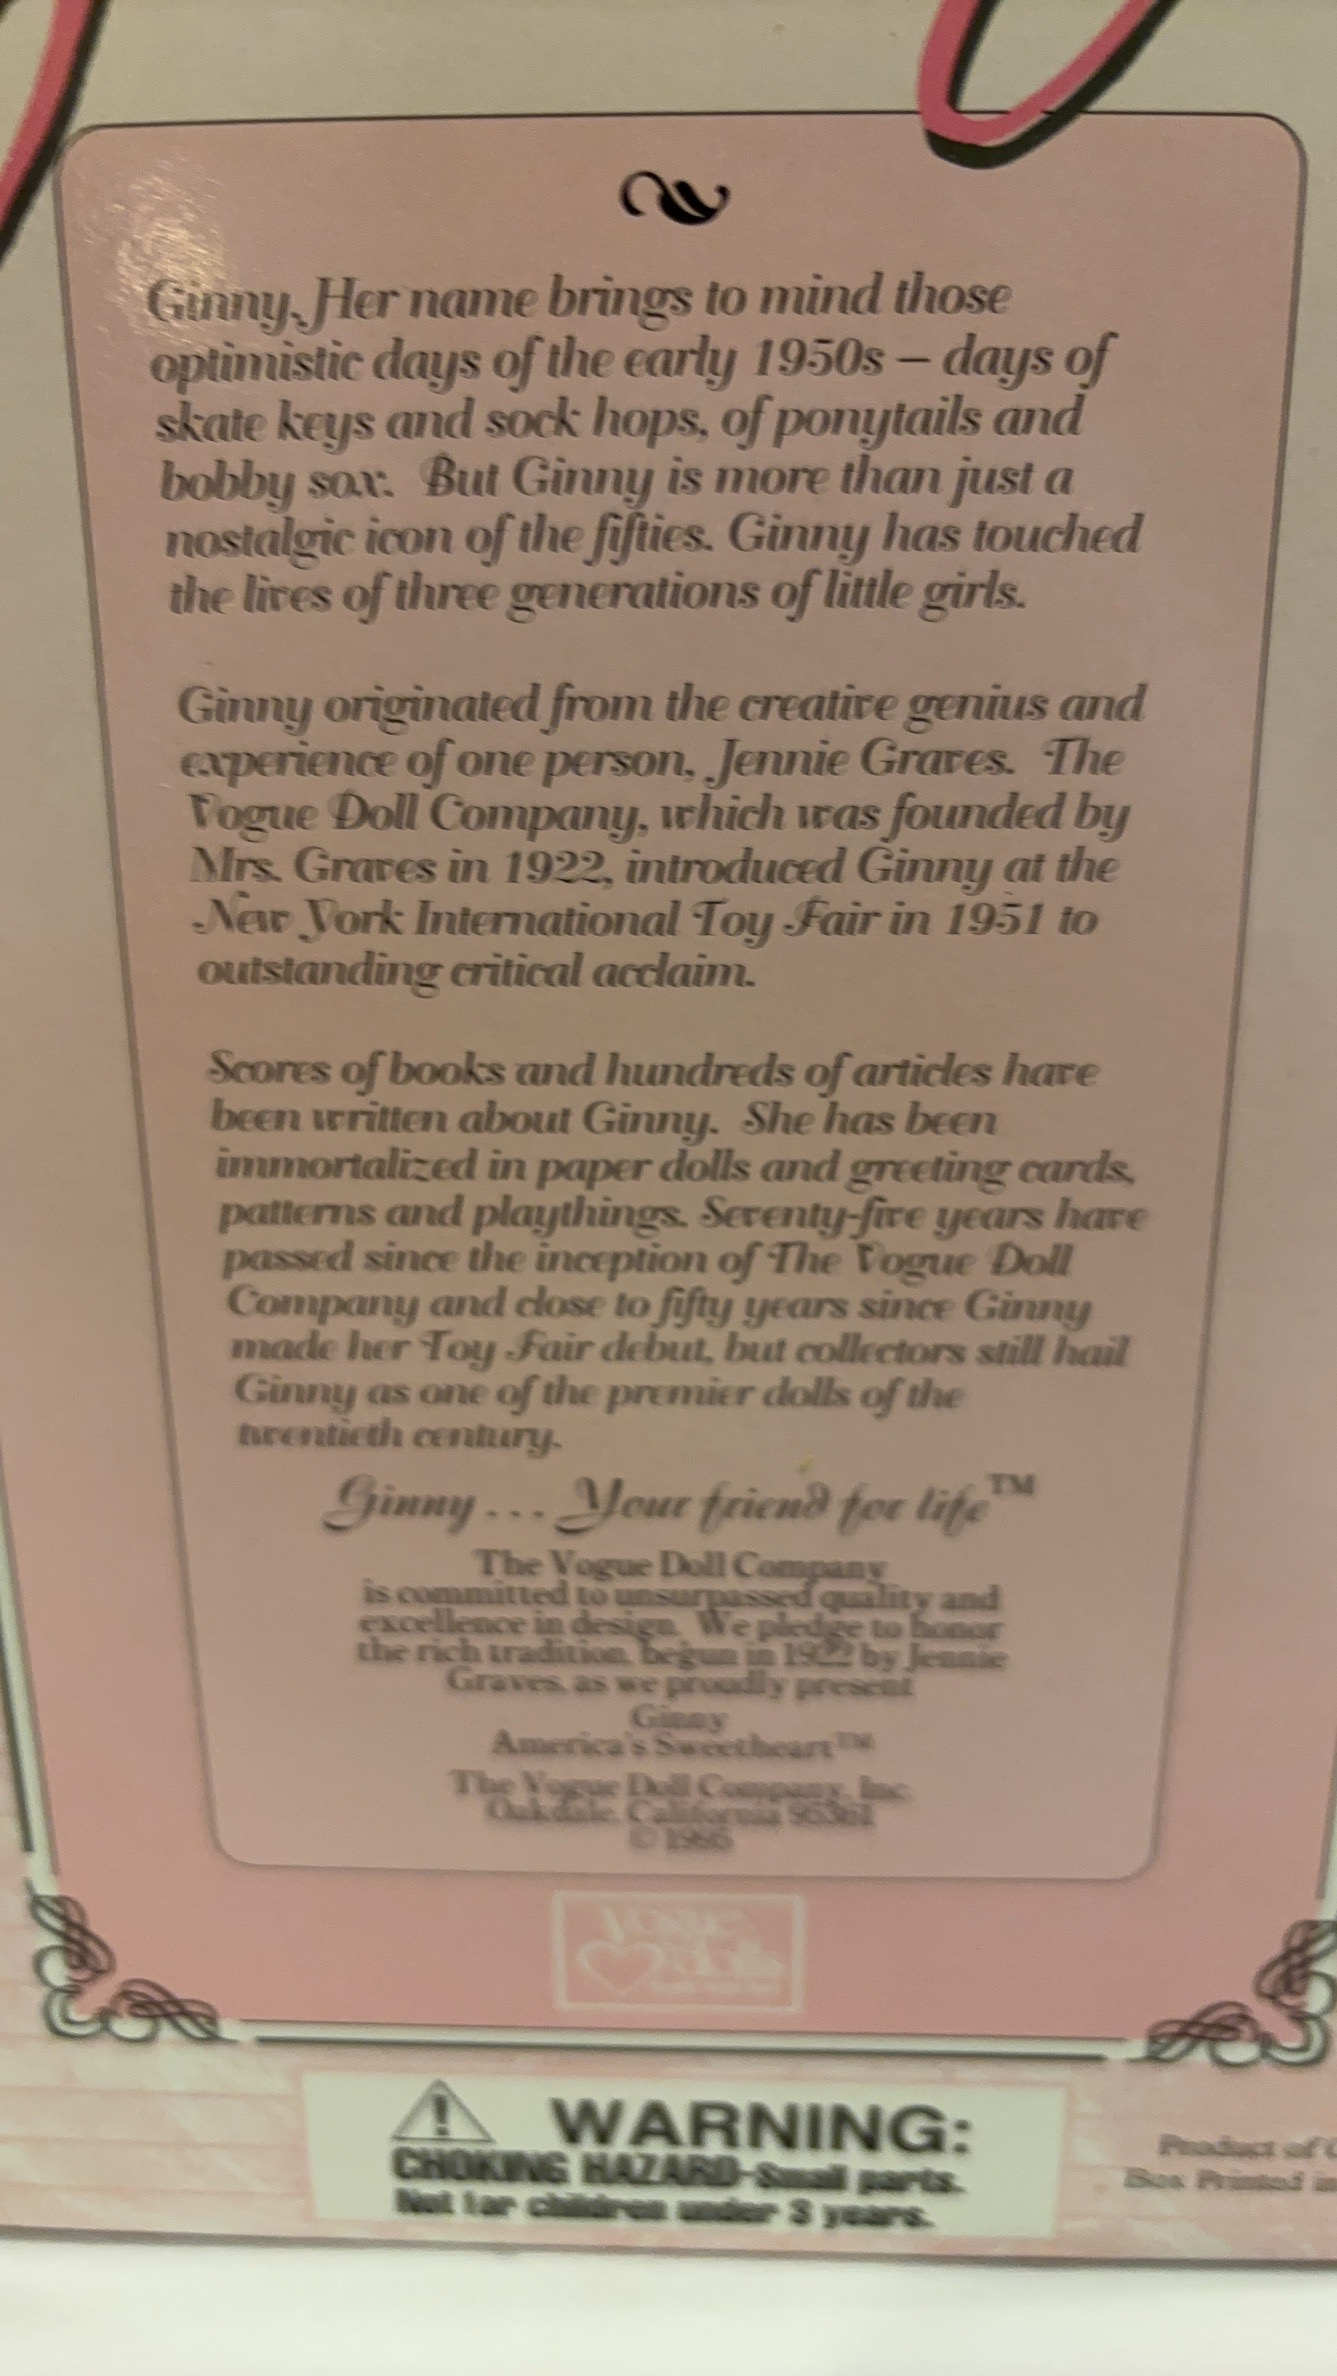 Ginny. Her name brings to mind those
optimistic days of the early 1950s – days of
skate keys and sock hops, of ponytails and
bobby sox. But Ginny is more than just a
nostalgic icon of the fifties. Ginny has touched
the lives of three generations of little girls.
Ginny originated from the creative genius and
experience of one person, Jennie Graves. The
Vogue Doll Company, which was founded by
Mrs. Graves in 1922, introduced Ginny at the
New York International Toy Fair in 1951 to
outstanding critical acclaim.
Scores of books and hundreds of articles have
been written about Ginny. She has been
immortalized in paper dolls and greeting cards,
patterns and playthings. Seventy-five years have
passed since the inception of The Vogue Doll
Company and close to fifty years since Ginny
made her Toy Fair debut, but collectors still hail
Ginny as one of the premier dolls of the
twentieth century.
Ginny . . . Your friend for life™
The Vogue Doll Company
is committed to unsurpassed quality and
excellence in design. We pledge to honor
the rich tradition, begun in 1922 by Jennie
Graves, as we proudly present
Ginny
America's Sweetheart™
The Vogue Doll Company, Inc.
Oakdale, California 95361
©
Vogue
dolls
WARNING:
CHOKING HAZARD-Small parts.
Not for children under 3 years.
Product of
Box Printed in